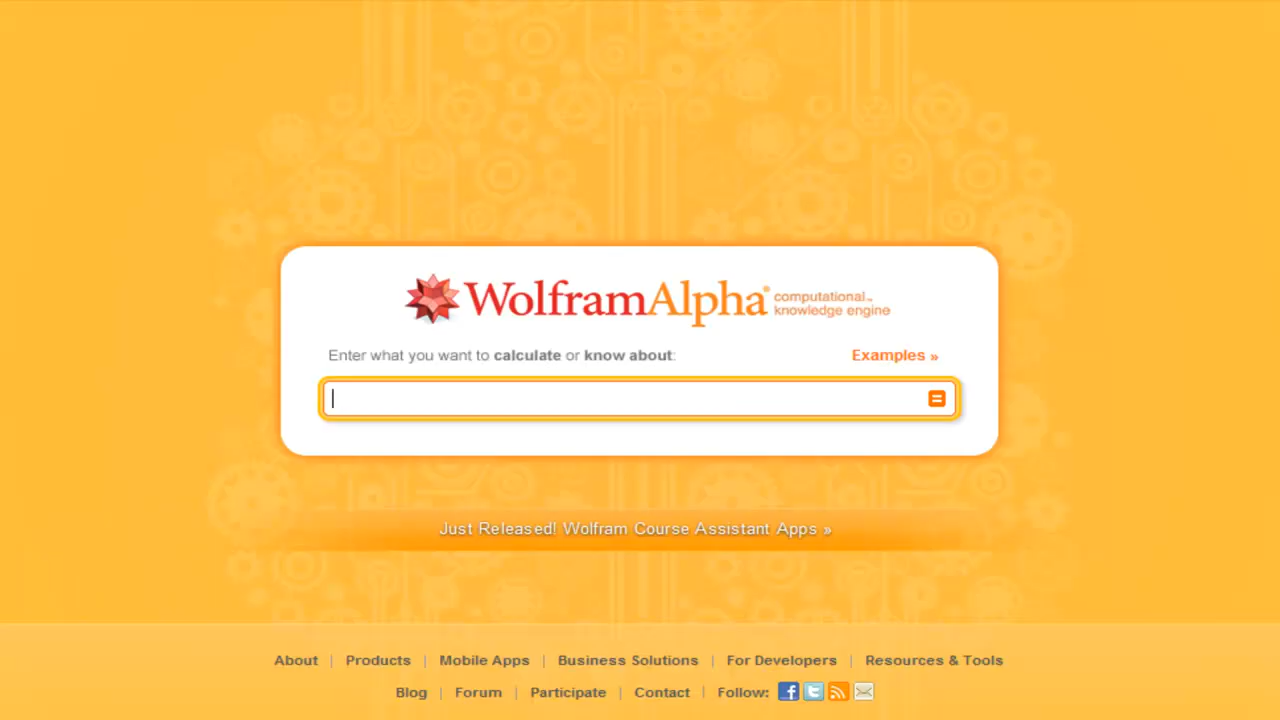 WolframAlpha® computational™ knowledge engine
Enter what you want to calculate or know about:
Examples »
Just Released! Wolfram Course Assistant Apps »
About | Products | Mobile Apps | Business Solutions | For Developers | Resources & Tools
Blog | Forum | Participate | Contact | Follow: